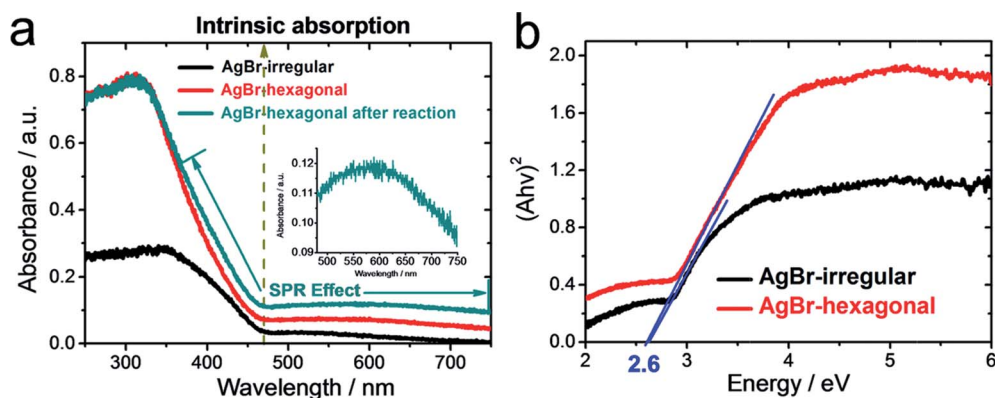 a
Intrinsic absorption
AgBr-irregular
AgBr-hexagonal
AgBr-hexagonal after reaction
Absorbance / a.u.
0.8
0.6
0.4
0.2
0.0
300 400 500 600 700
Wavelength / nm
SPR Effect
Absorbance / a.u.
0.12
0.11
0.10
0.09
500 550 600 650 700 750
Wavelength / nm
b
(Ahν)²
2.0
1.6
1.2
0.8
0.4
0.0
AgBr-irregular
AgBr-hexagonal
2.6
2 3 4 5 6
Energy / eV